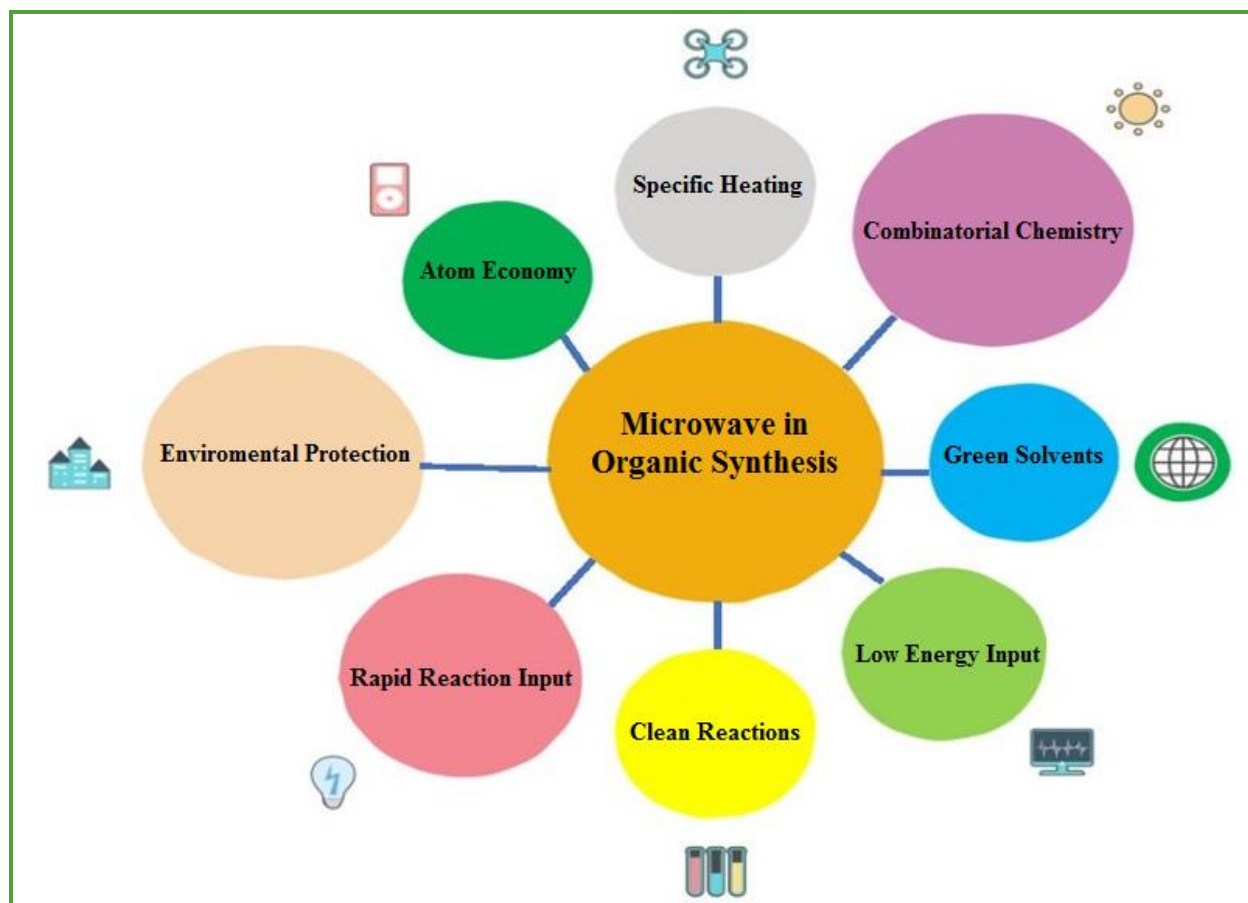 Specific Heating
Combinatorial Chemistry
Atom Economy
Microwave in
Organic Synthesis
Enviromental Protection
Green Solvents
Low Energy Input
Rapid Reaction Input
Clean Reactions